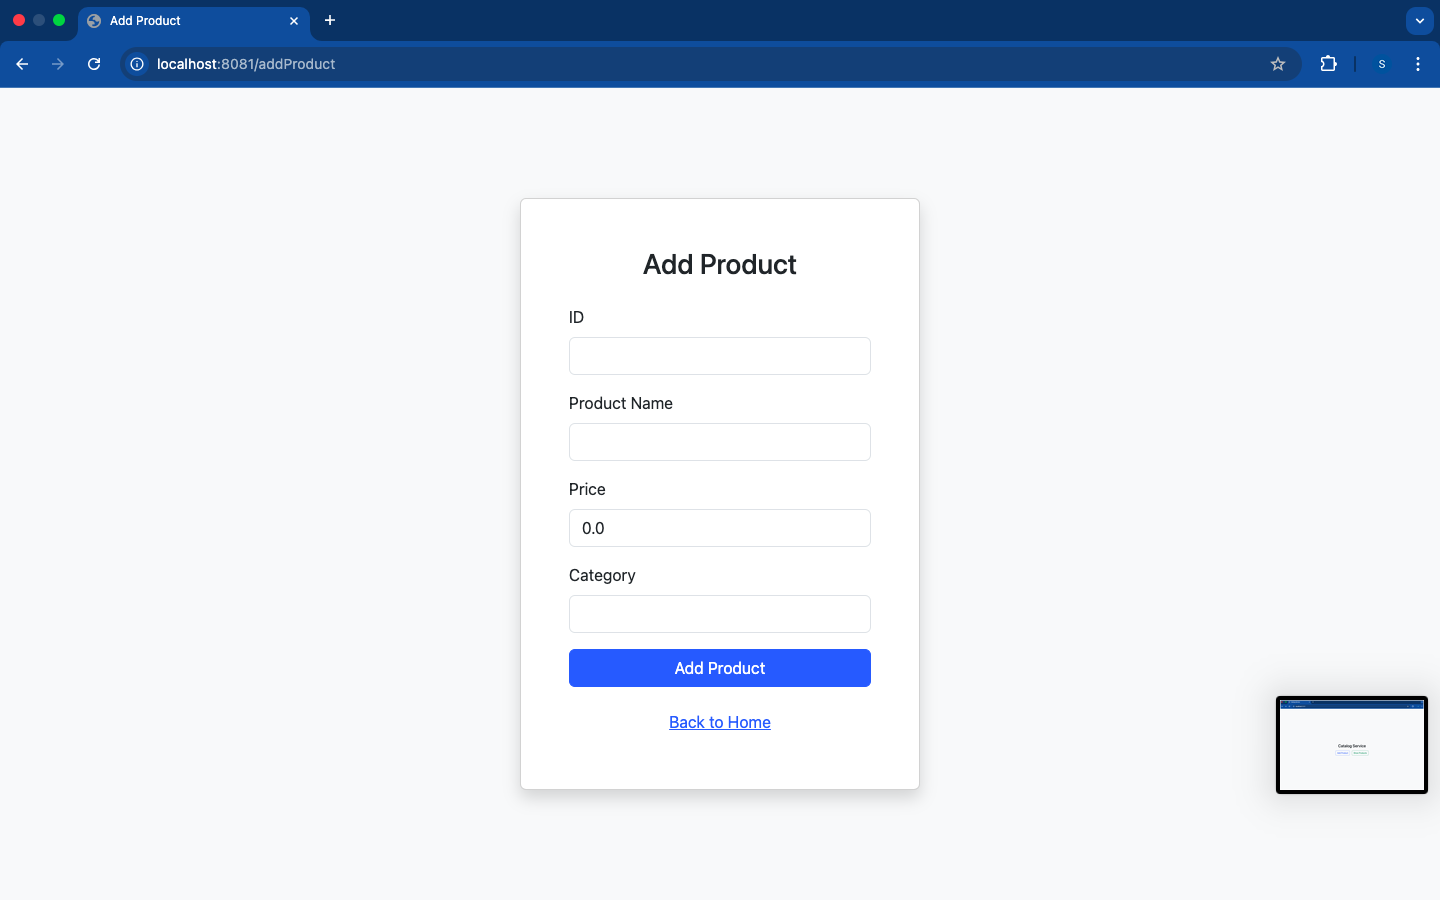 Add Product
localhost:8081/addProduct
S
Add Product
ID
Product Name
Price
0.0
Category
Add Product
Back to Home
Catalog Service